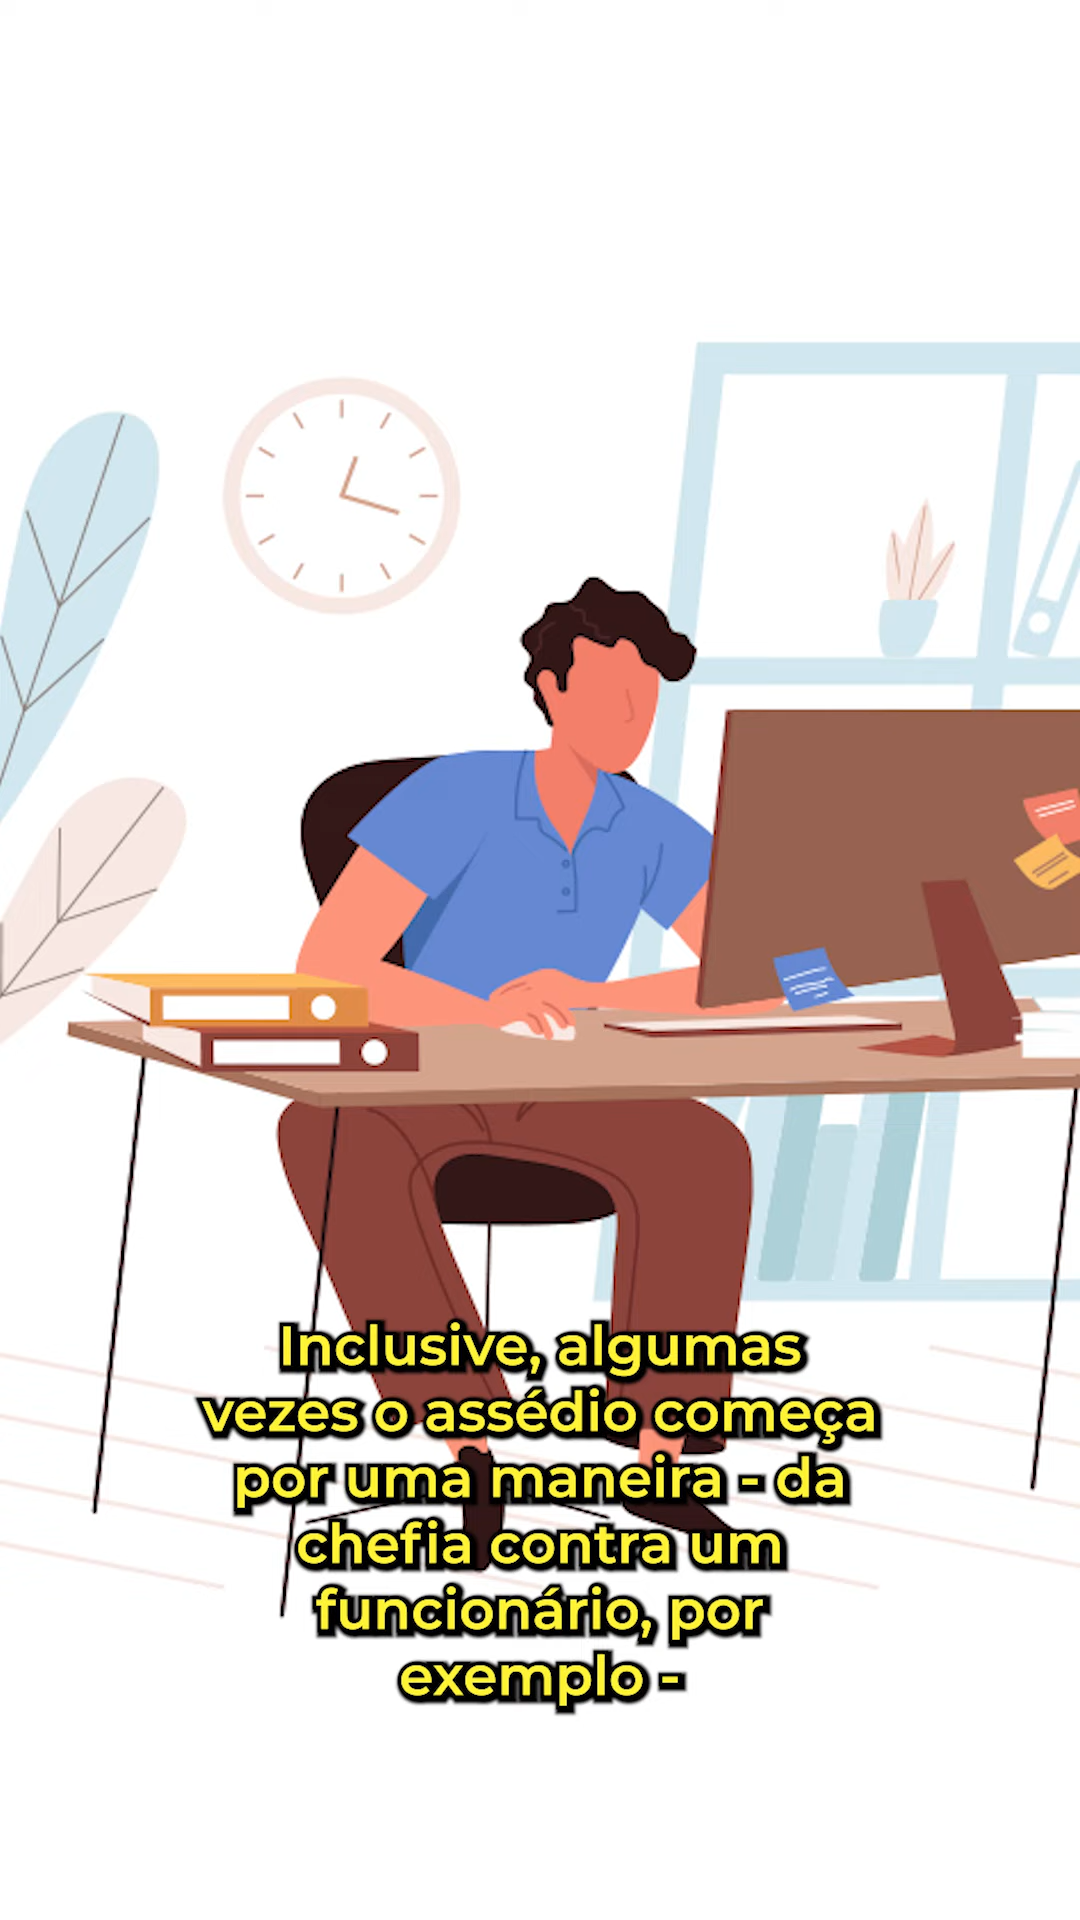 Inclusive, algumas
vezes o assédio começa
por uma maneira - da
chefia contra um
funcionário, por
exemplo -